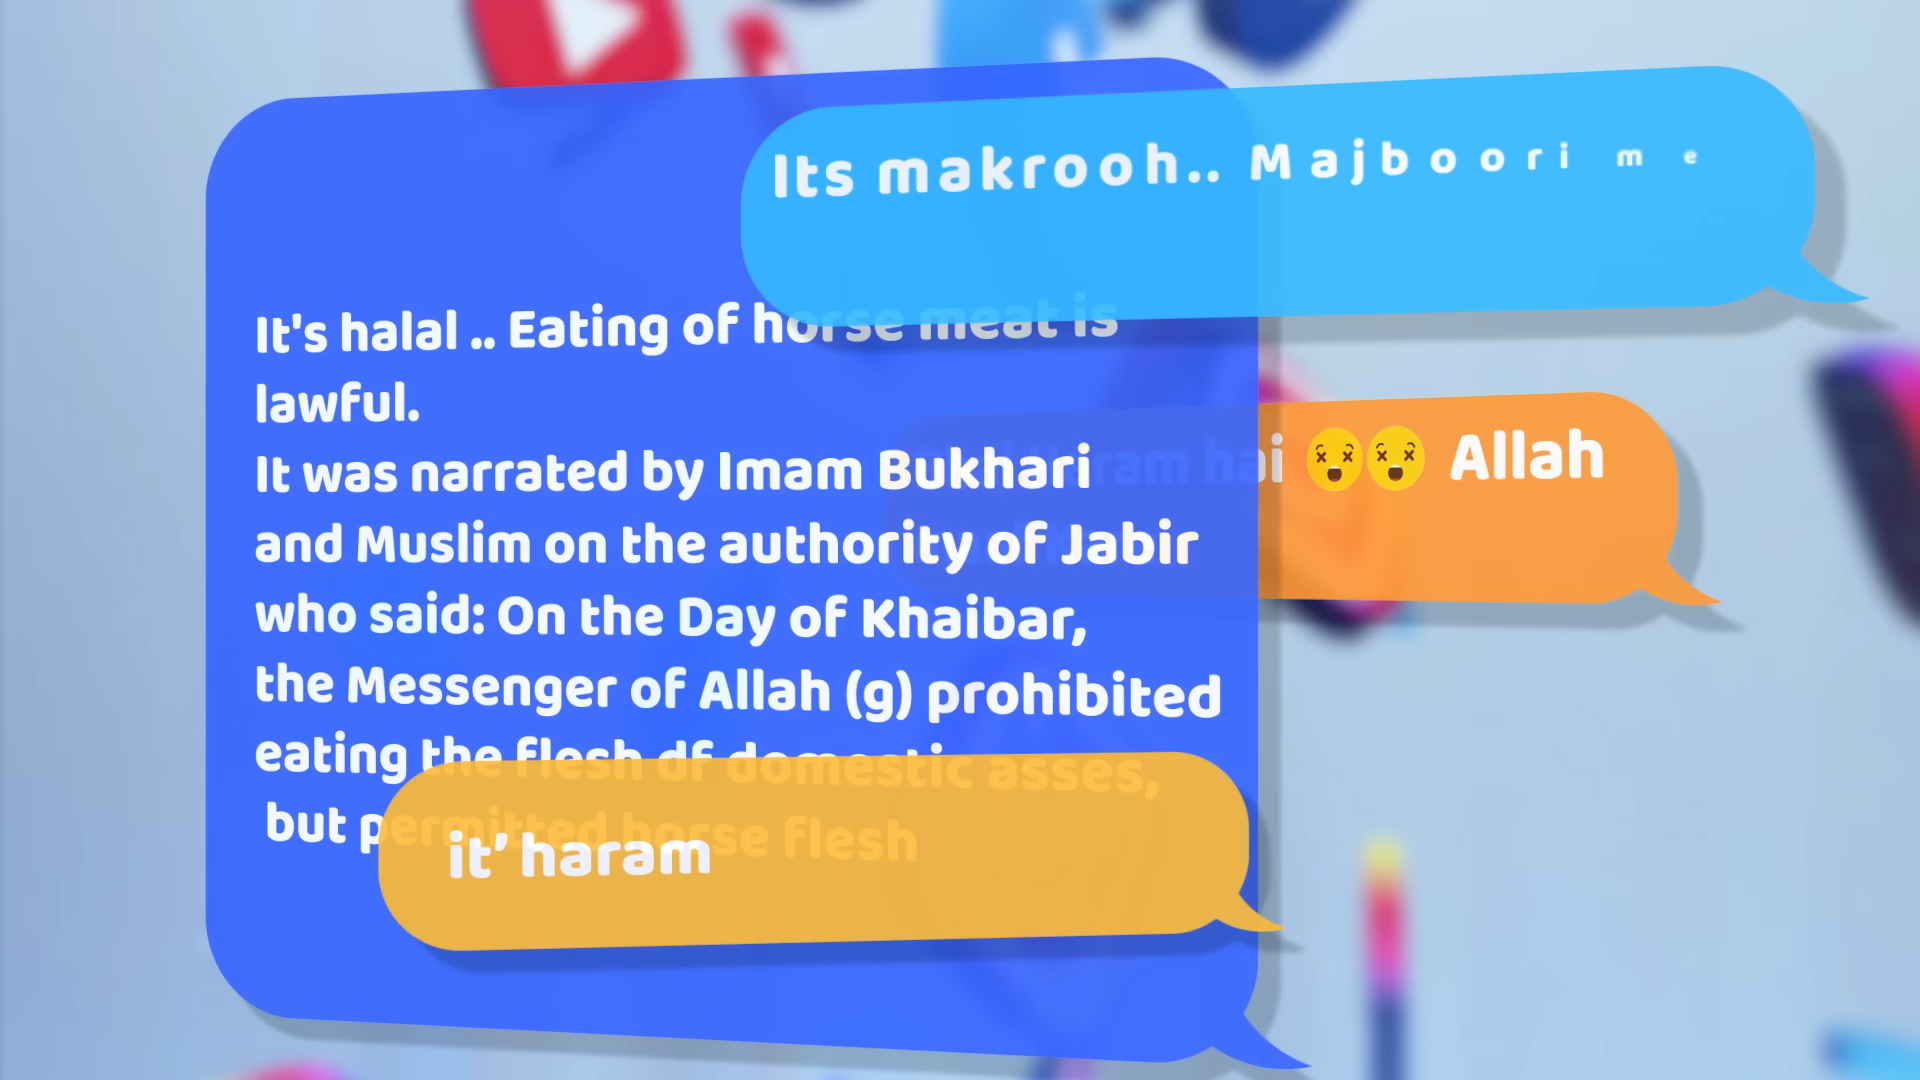 Its makrooh.. Majboori me
It's halal .. Eating of horse meat is
lawful.
It was narrated by Imam Bukhari
and Muslim on the authority of Jabir
who said: On the Day of Khaibar,
the Messenger of Allah (g) prohibited
eating the flesh df domestic asses,
but permitted horse flesh
hai 😵😵 Allah
it’ haram